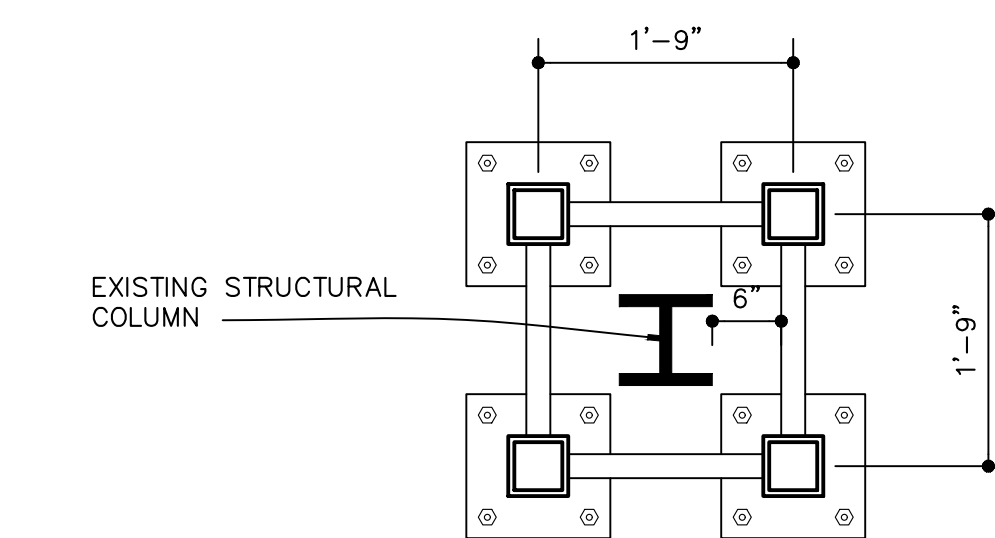 1'-9"
EXISTING STRUCTURAL
COLUMN
6"
1'-9"